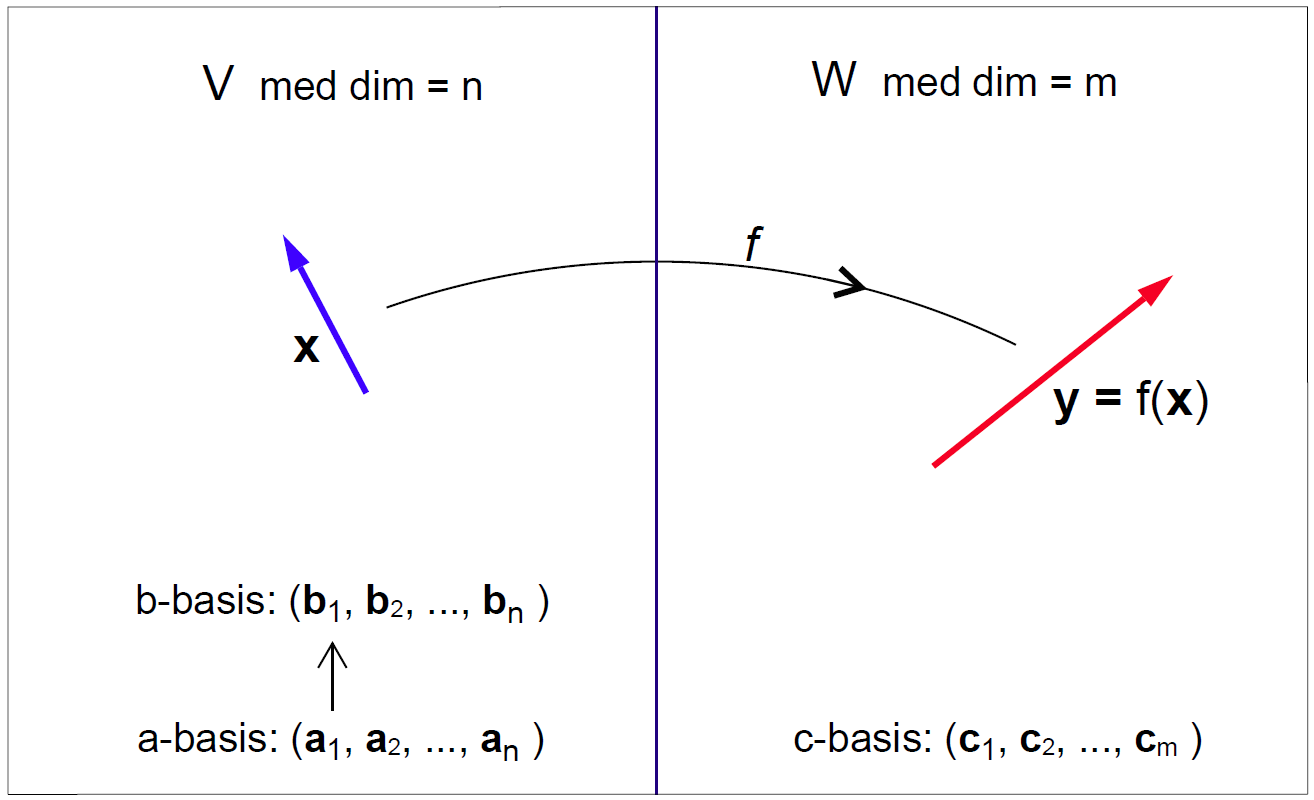 V med dim = n
W med dim = m
f
x
y = f(x)
b-basis: (b₁, b₂, ..., bₙ )
a-basis: (a₁, a₂, ..., aₙ )
c-basis: (c₁, c₂, ..., cₘ )